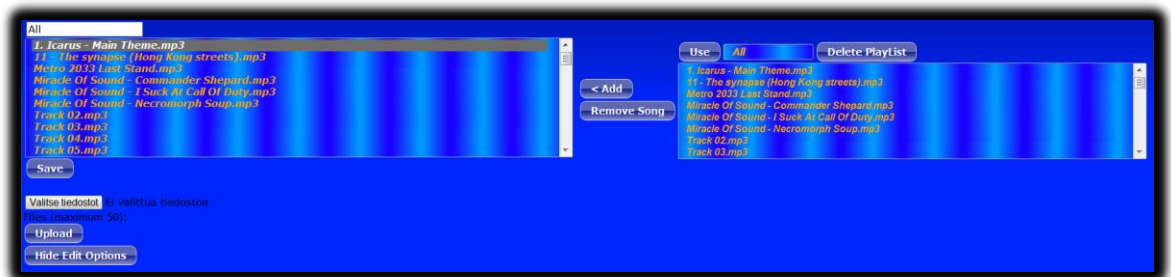 All
1. Icarus - Main Theme.mp3
11 - The synapse (Hong Kong streets).mp3
Metro 2033 Last Stand.mp3
Miracle Of Sound - Commander Shepard.mp3
Miracle Of Sound - I Suck At Call Of Duty.mp3
Miracle Of Sound - Necromorph Soup.mp3
Track 02.mp3
Track 03.mp3
Track 04.mp3
Track 05.mp3
Save
< Add
Remove Song
Use All Delete PlayList
1. Icarus - Main Theme.mp3
11 - The synapse (Hong Kong streets).mp3
Metro 2033 Last Stand.mp3
Miracle Of Sound - Commander Shepard.mp3
Miracle Of Sound - I Suck At Call Of Duty.mp3
Miracle Of Sound - Necromorph Soup.mp3
Track 02.mp3
Track 03.mp3
Valitse tiedostot Ei valittua tiedostoa
Files (maximum 50):
Upload
Hide Edit Options